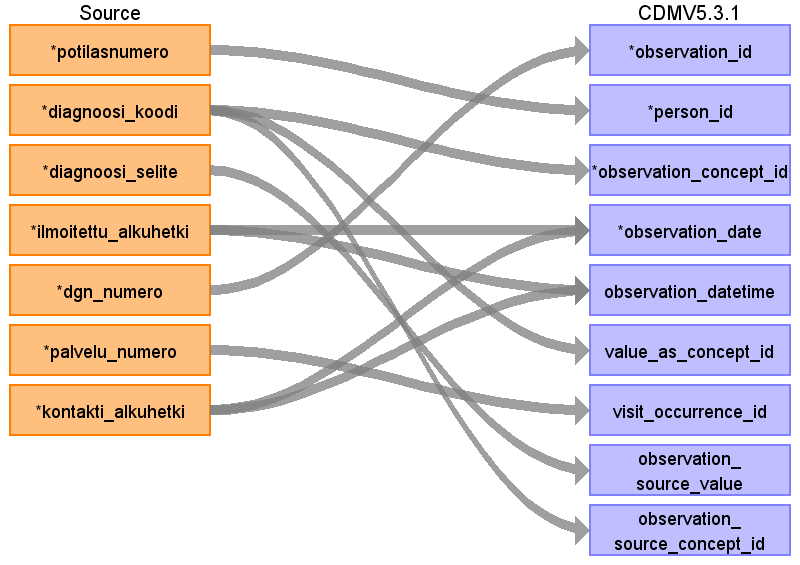 Source
CDMV5.3.1
*potilasnumero
*diagnoosi_koodi
*diagnoosi_selite
*ilmoitettu_alkuhetki
*dgn_numero
*palvelu_numero
*kontakti_alkuhetki
*observation_id
*person_id
*observation_concept_id
*observation_date
observation_datetime
value_as_concept_id
visit_occurrence_id
observation_
source_value
observation_
source_concept_id